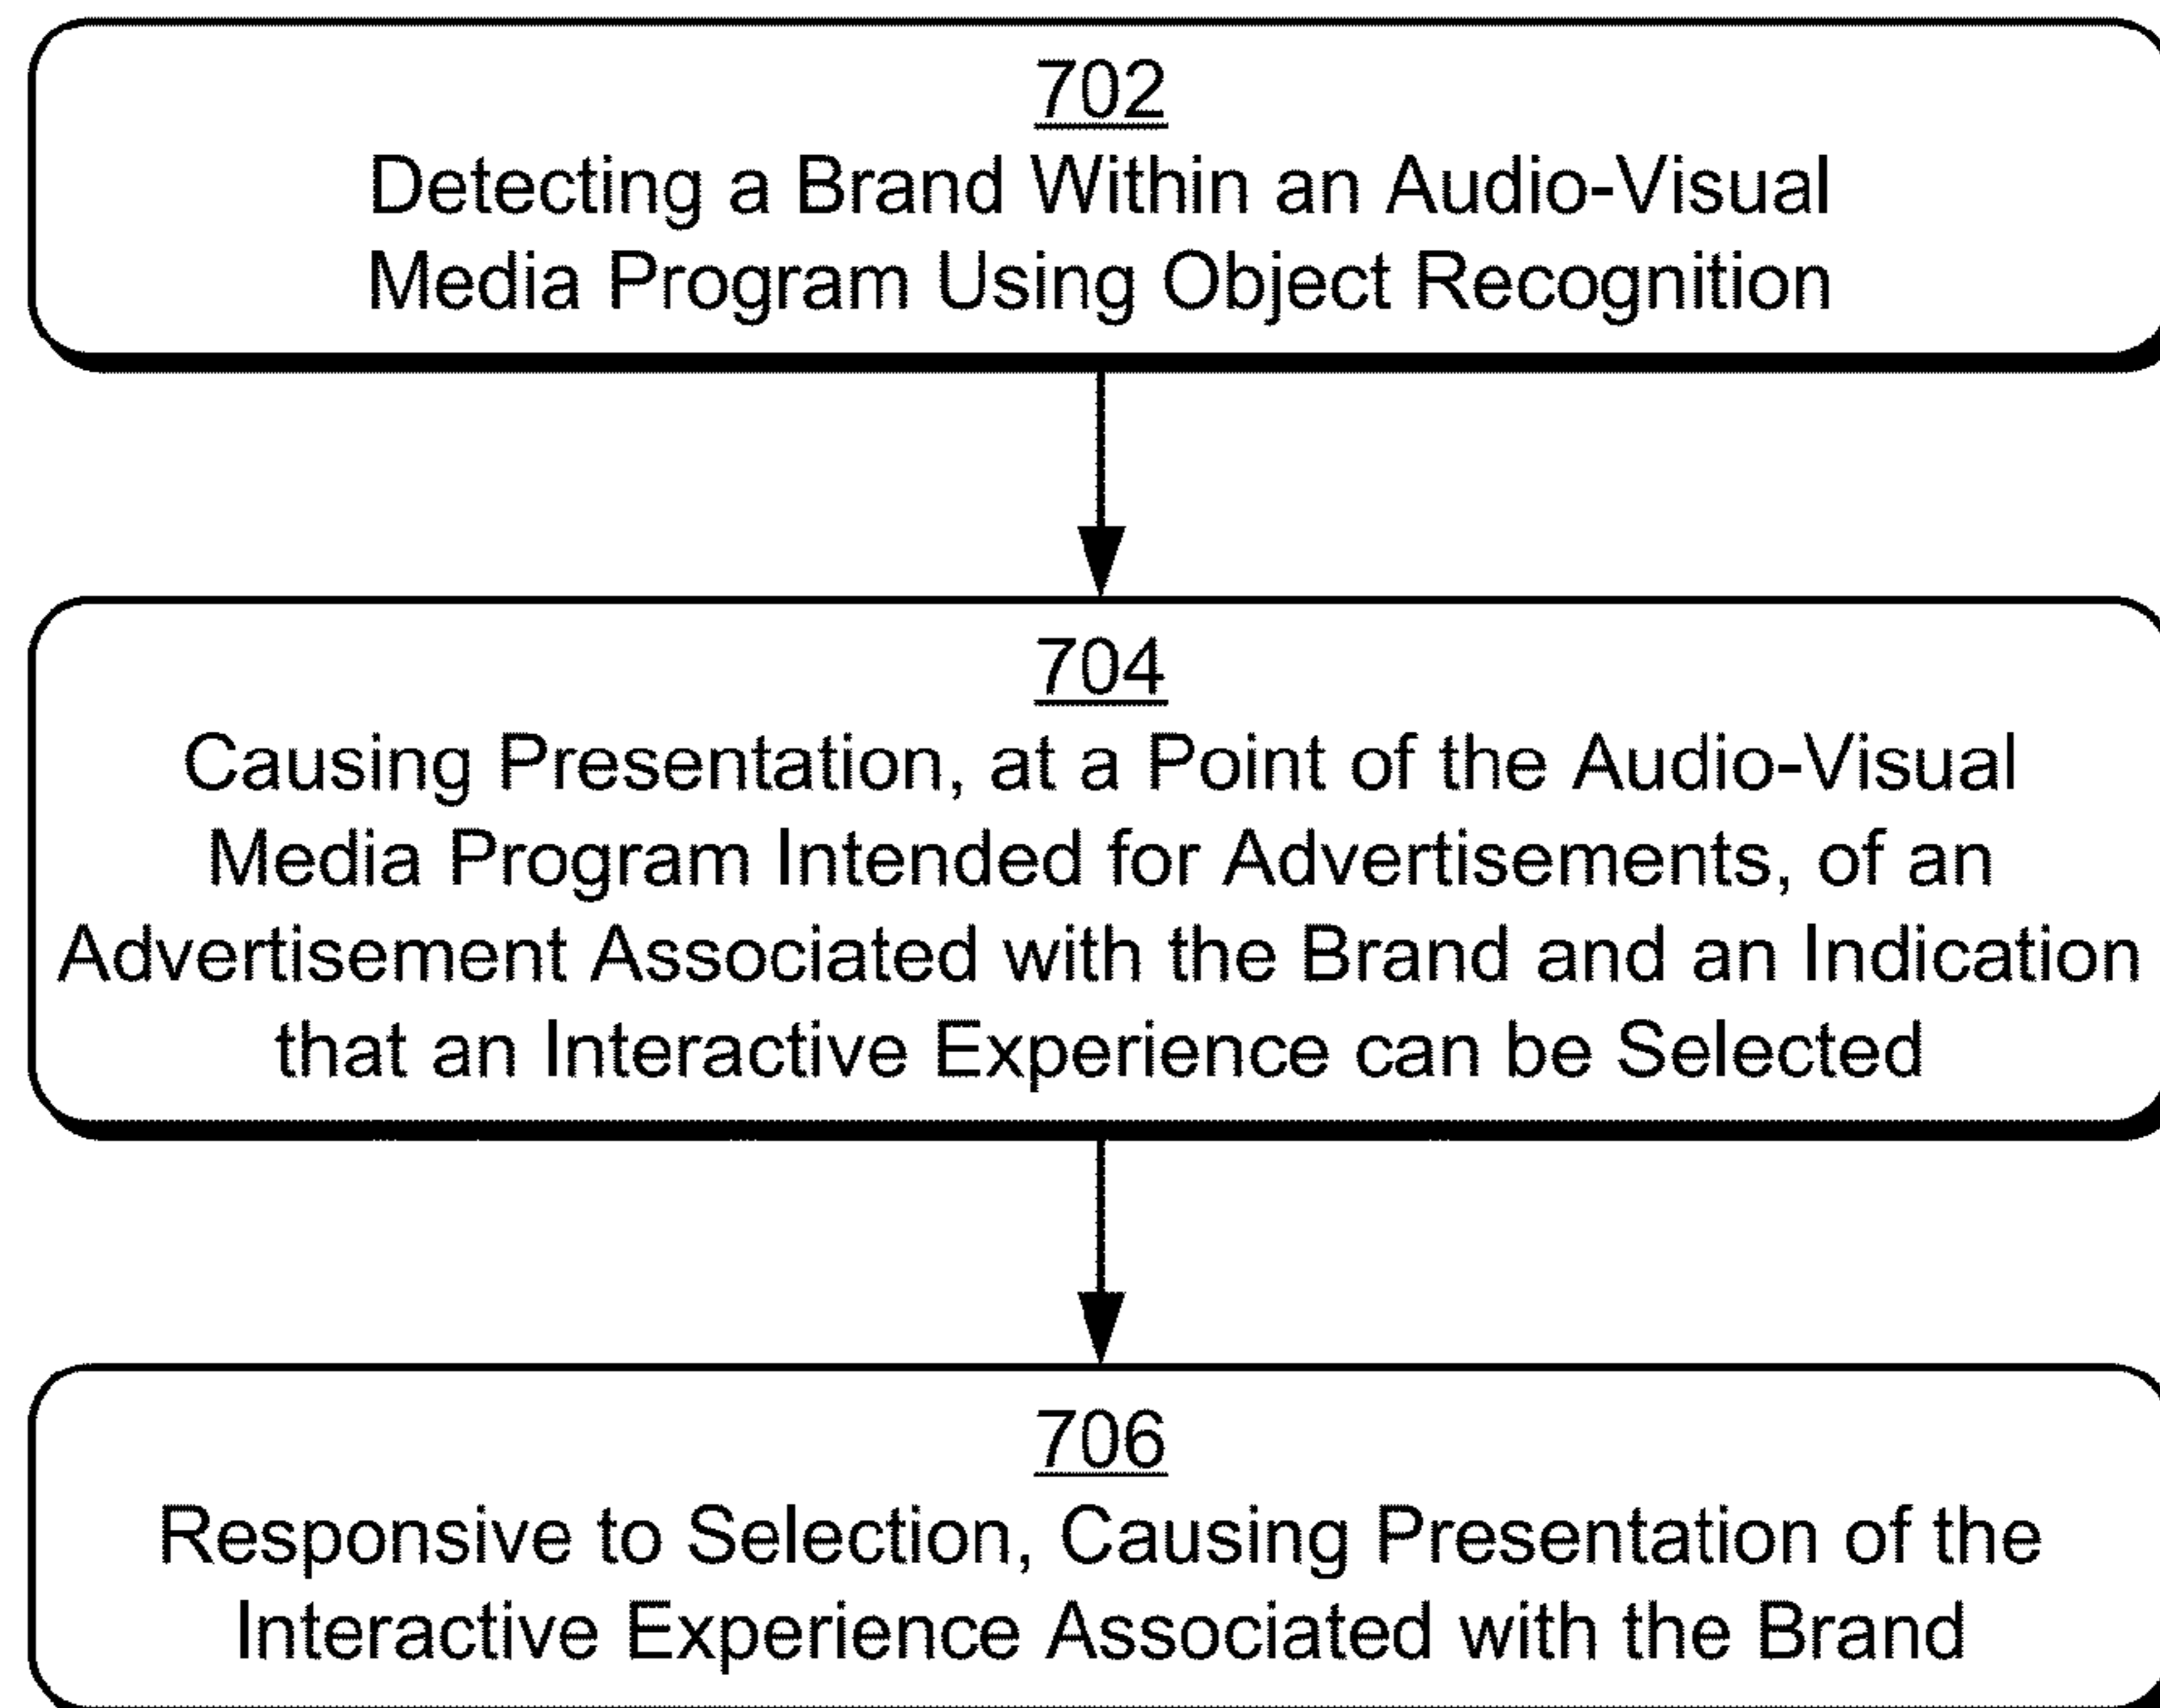 702
Detecting a Brand Within an Audio-Visual
Media Program Using Object Recognition
704
Causing Presentation, at a Point of the Audio-Visual
Media Program Intended for Advertisements, of an
Advertisement Associated with the Brand and an Indication
that an Interactive Experience can be Selected
706
Responsive to Selection, Causing Presentation of the
Interactive Experience Associated with the Brand